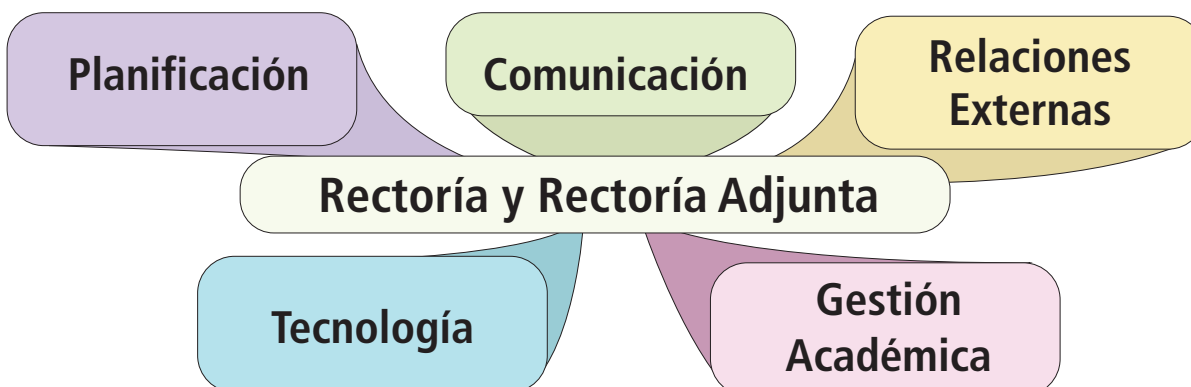 Planificación
Comunicación
Relaciones
Externas
Rectoría y Rectoría Adjunta
Tecnología
Gestión
Académica